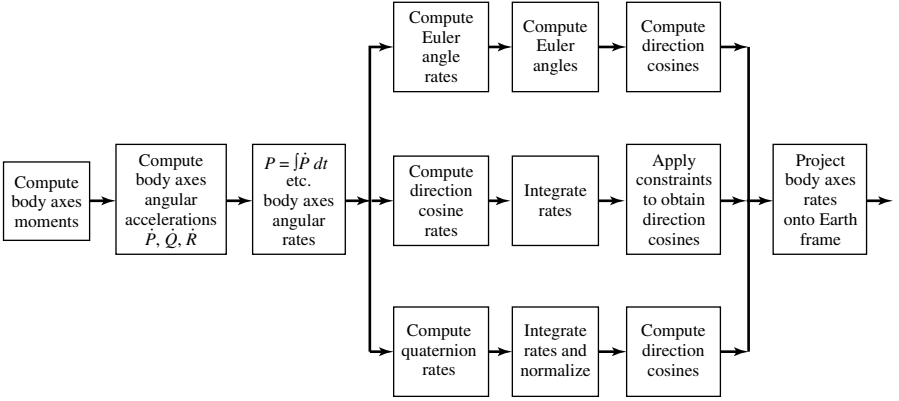 Compute
body axes
moments
Compute
body axes
angular
accelerations
Ṗ, Q̇, Ṙ
P = ∫Ṗ dt
etc.
body axes
angular
rates
Compute
Euler
angle
rates
Compute
Euler
angles
Compute
direction
cosines
Compute
direction
cosine
rates
Integrate
rates
Apply
constraints
to obtain
direction
cosines
Compute
quaternion
rates
Integrate
rates and
normalize
Compute
direction
cosines
Project
body axes
rates
onto Earth
frame